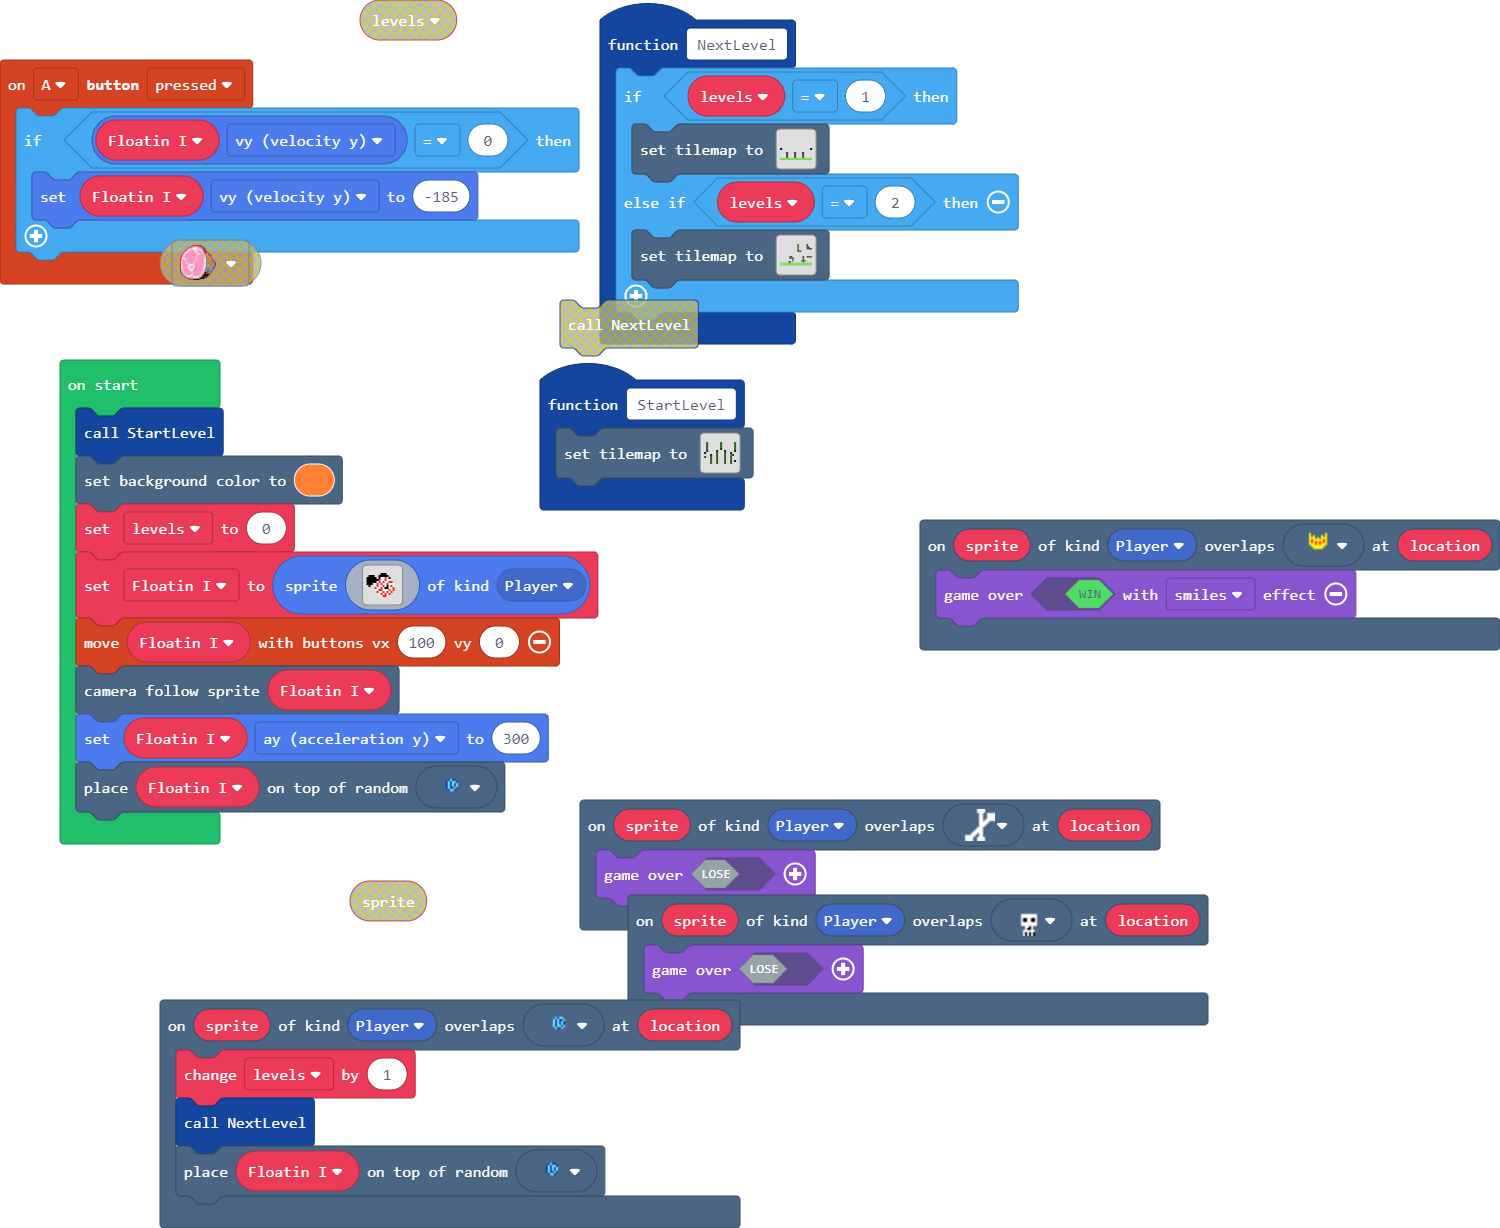 levels
on A button pressed
if Floatin I vy (velocity y) = 0 then
set Floatin I vy (velocity y) to -185
function NextLevel
if levels = 1 then
set tilemap to
else if levels = 2 then
set tilemap to
call NextLevel
on start
call StartLevel
set background color to
set levels to 0
set Floatin I to sprite of kind Player
move Floatin I with buttons vx 100 vy 0
camera follow sprite Floatin I
set Floatin I ay (acceleration y) to 300
place Floatin I on top of random
function StartLevel
set tilemap to
on sprite of kind Player overlaps at location
game over WIN with smiles effect
on sprite of kind Player overlaps at location
game over LOSE
on sprite of kind Player overlaps at location
game over LOSE
sprite
on sprite of kind Player overlaps at location
change levels by 1
call NextLevel
place Floatin I on top of random